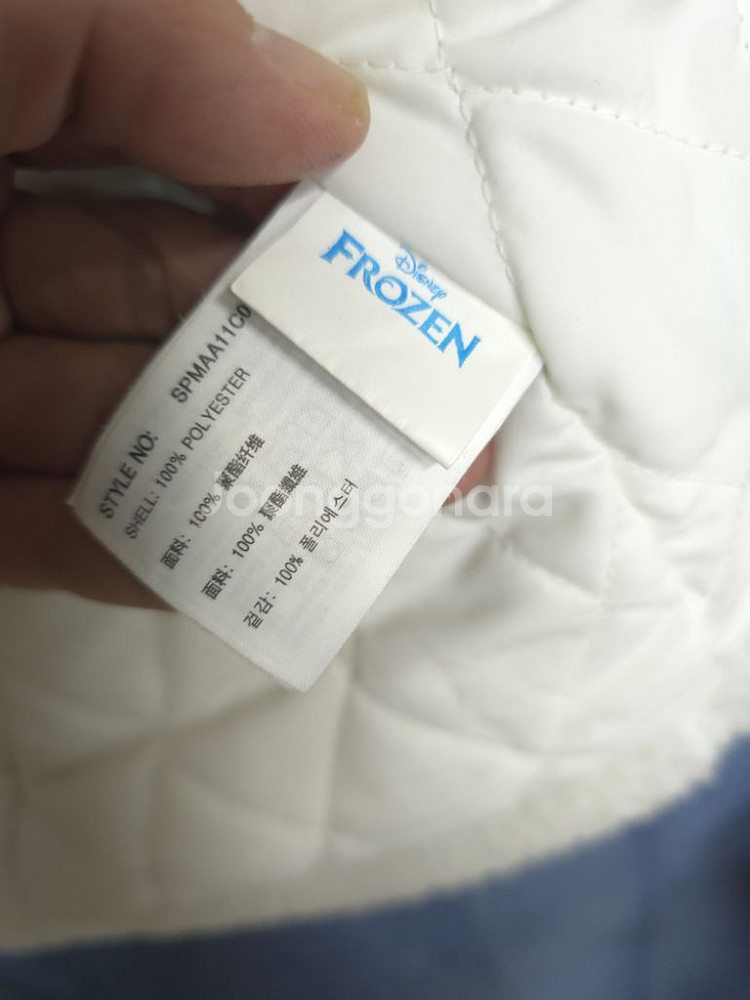 Disney
FROZEN
STYLE NO: SPMAA11C0
SHELL: 100% POLYESTER
面料: 100% 聚酯纤维
面料: 100% 聚酯纖維
겉감: 100% 폴리에스터
Joonggonara